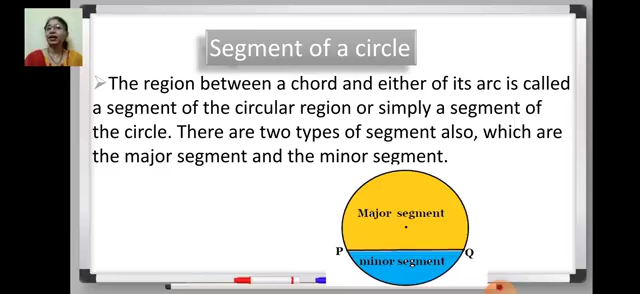 Segment of a circle
➢ The region between a chord and either of its arc is called
a segment of the circular region or simply a segment of
the circle. There are two types of segment also, which are
the major segment and the minor segment.
Major segment
P
Q
minor segment